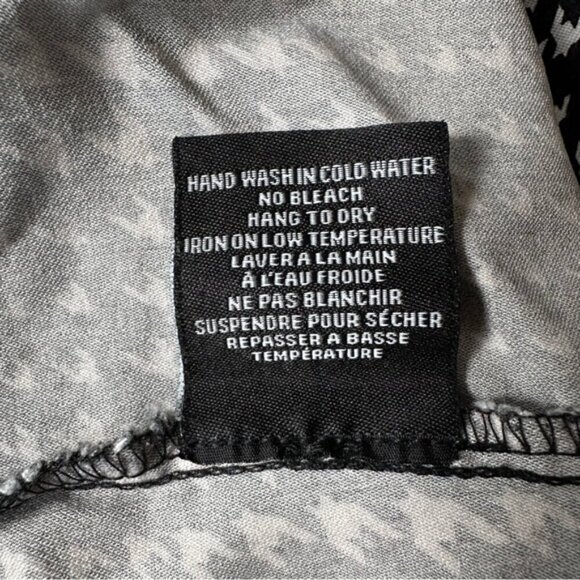 HAND WASH IN COLD WATER
NO BLEACH
HANG TO DRY
IRON ON LOW TEMPERATURE
LAVER A LA MAIN
À L'EAU FROIDE
NE PAS BLANCHIR
SUSPENDRE POUR SÉCHER
REPASSER A BASSE
TEMPÉRATURE